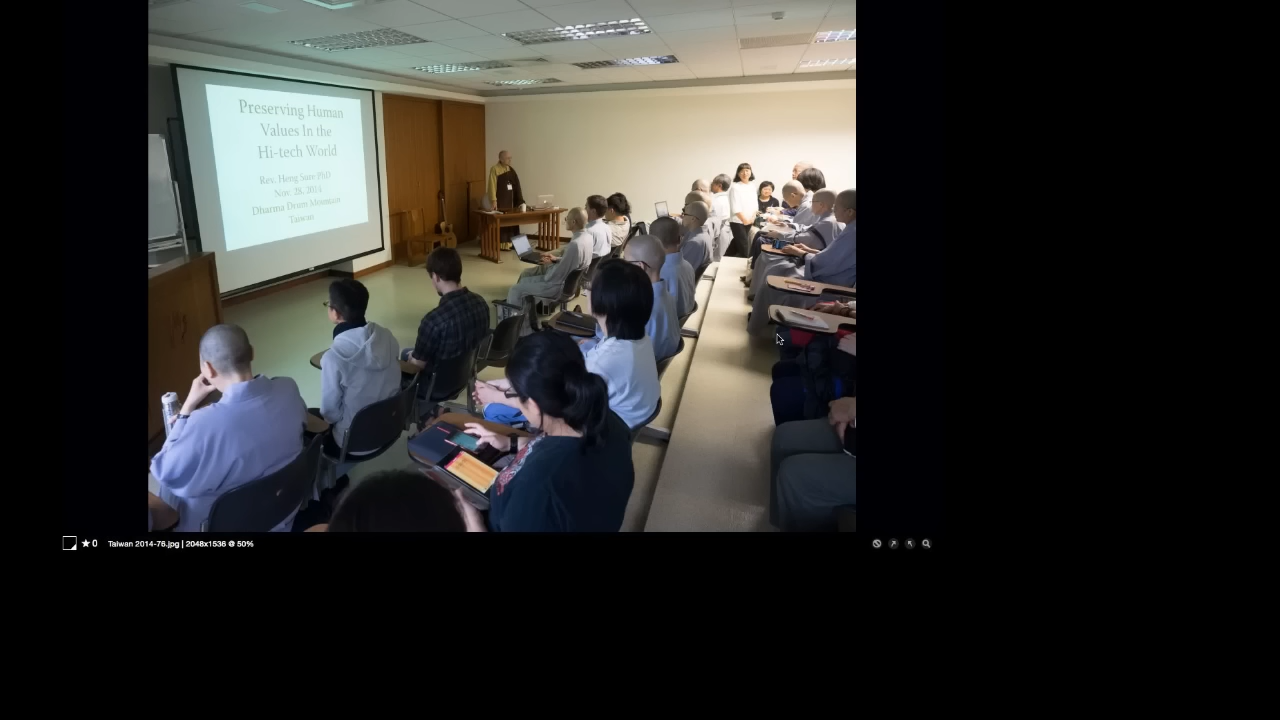 Preserving Human
Values In the
Hi-tech World
Rev. Heng Sure PhD
Nov. 28, 2014
Dharma Drum Mountain
Taiwan
★ 0 Taiwan 2014-76.jpg | 2048x1536 @ 50%